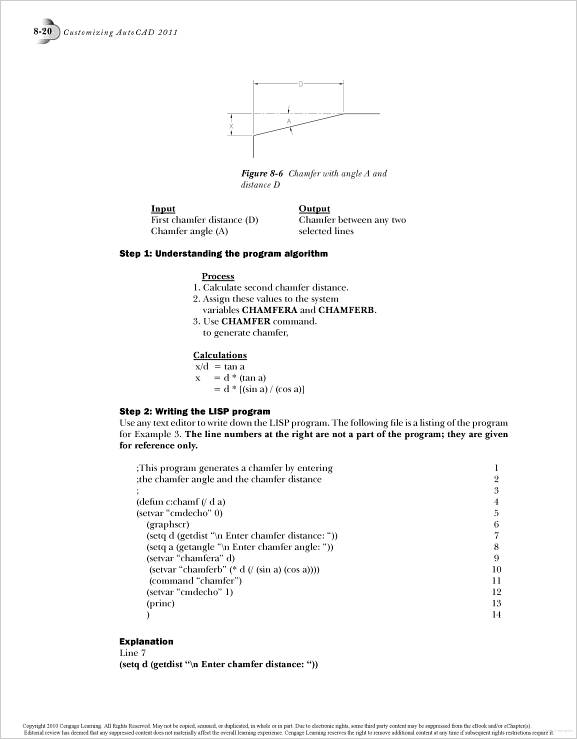 8-20 Customizing AutoCAD 2011
D
X
A
Figure 8-6 Chamfer with angle A and
distance D
Input Output
First chamfer distance (D) Chamfer between any two
Chamfer angle (A) selected lines
Step 1: Understanding the program algorithm
Process
1. Calculate second chamfer distance.
2. Assign these values to the system
variables CHAMFERA and CHAMFERB.
3. Use CHAMFER command.
to generate chamfer,
Calculations
x/d = tan a
x = d * (tan a)
= d * [(sin a) / (cos a)]
Step 2: Writing the LISP program
Use any text editor to write down the LISP program. The following file is a listing of the program
for Example 3. The line numbers at the right are not a part of the program; they are given
for reference only.
;This program generates a chamfer by entering 1
;the chamfer angle and the chamfer distance 2
; 3
(defun c:chamf (/ d a) 4
(setvar “cmdecho” 0) 5
(graphscr) 6
(setq d (getdist “\n Enter chamfer distance: “)) 7
(setq a (getangle “\n Enter chamfer angle: “)) 8
(setvar “chamfera” d) 9
(setvar “chamferb” (* d (/ (sin a) (cos a)))) 10
(command “chamfer”) 11
(setvar “cmdecho” 1) 12
(princ) 13
) 14
Explanation
Line 7
(setq d (getdist “\n Enter chamfer distance: “))
Copyright 2010 Cengage Learning. All Rights Reserved. May not be copied, scanned, or duplicated, in whole or in part. Due to electronic rights, some third party content may be suppressed from the eBook and/or eChapter(s).
Editorial review has deemed that any suppressed content does not materially affect the overall learning experience. Cengage Learning reserves the right to remove additional content at any time if subsequent rights restrictions require it.